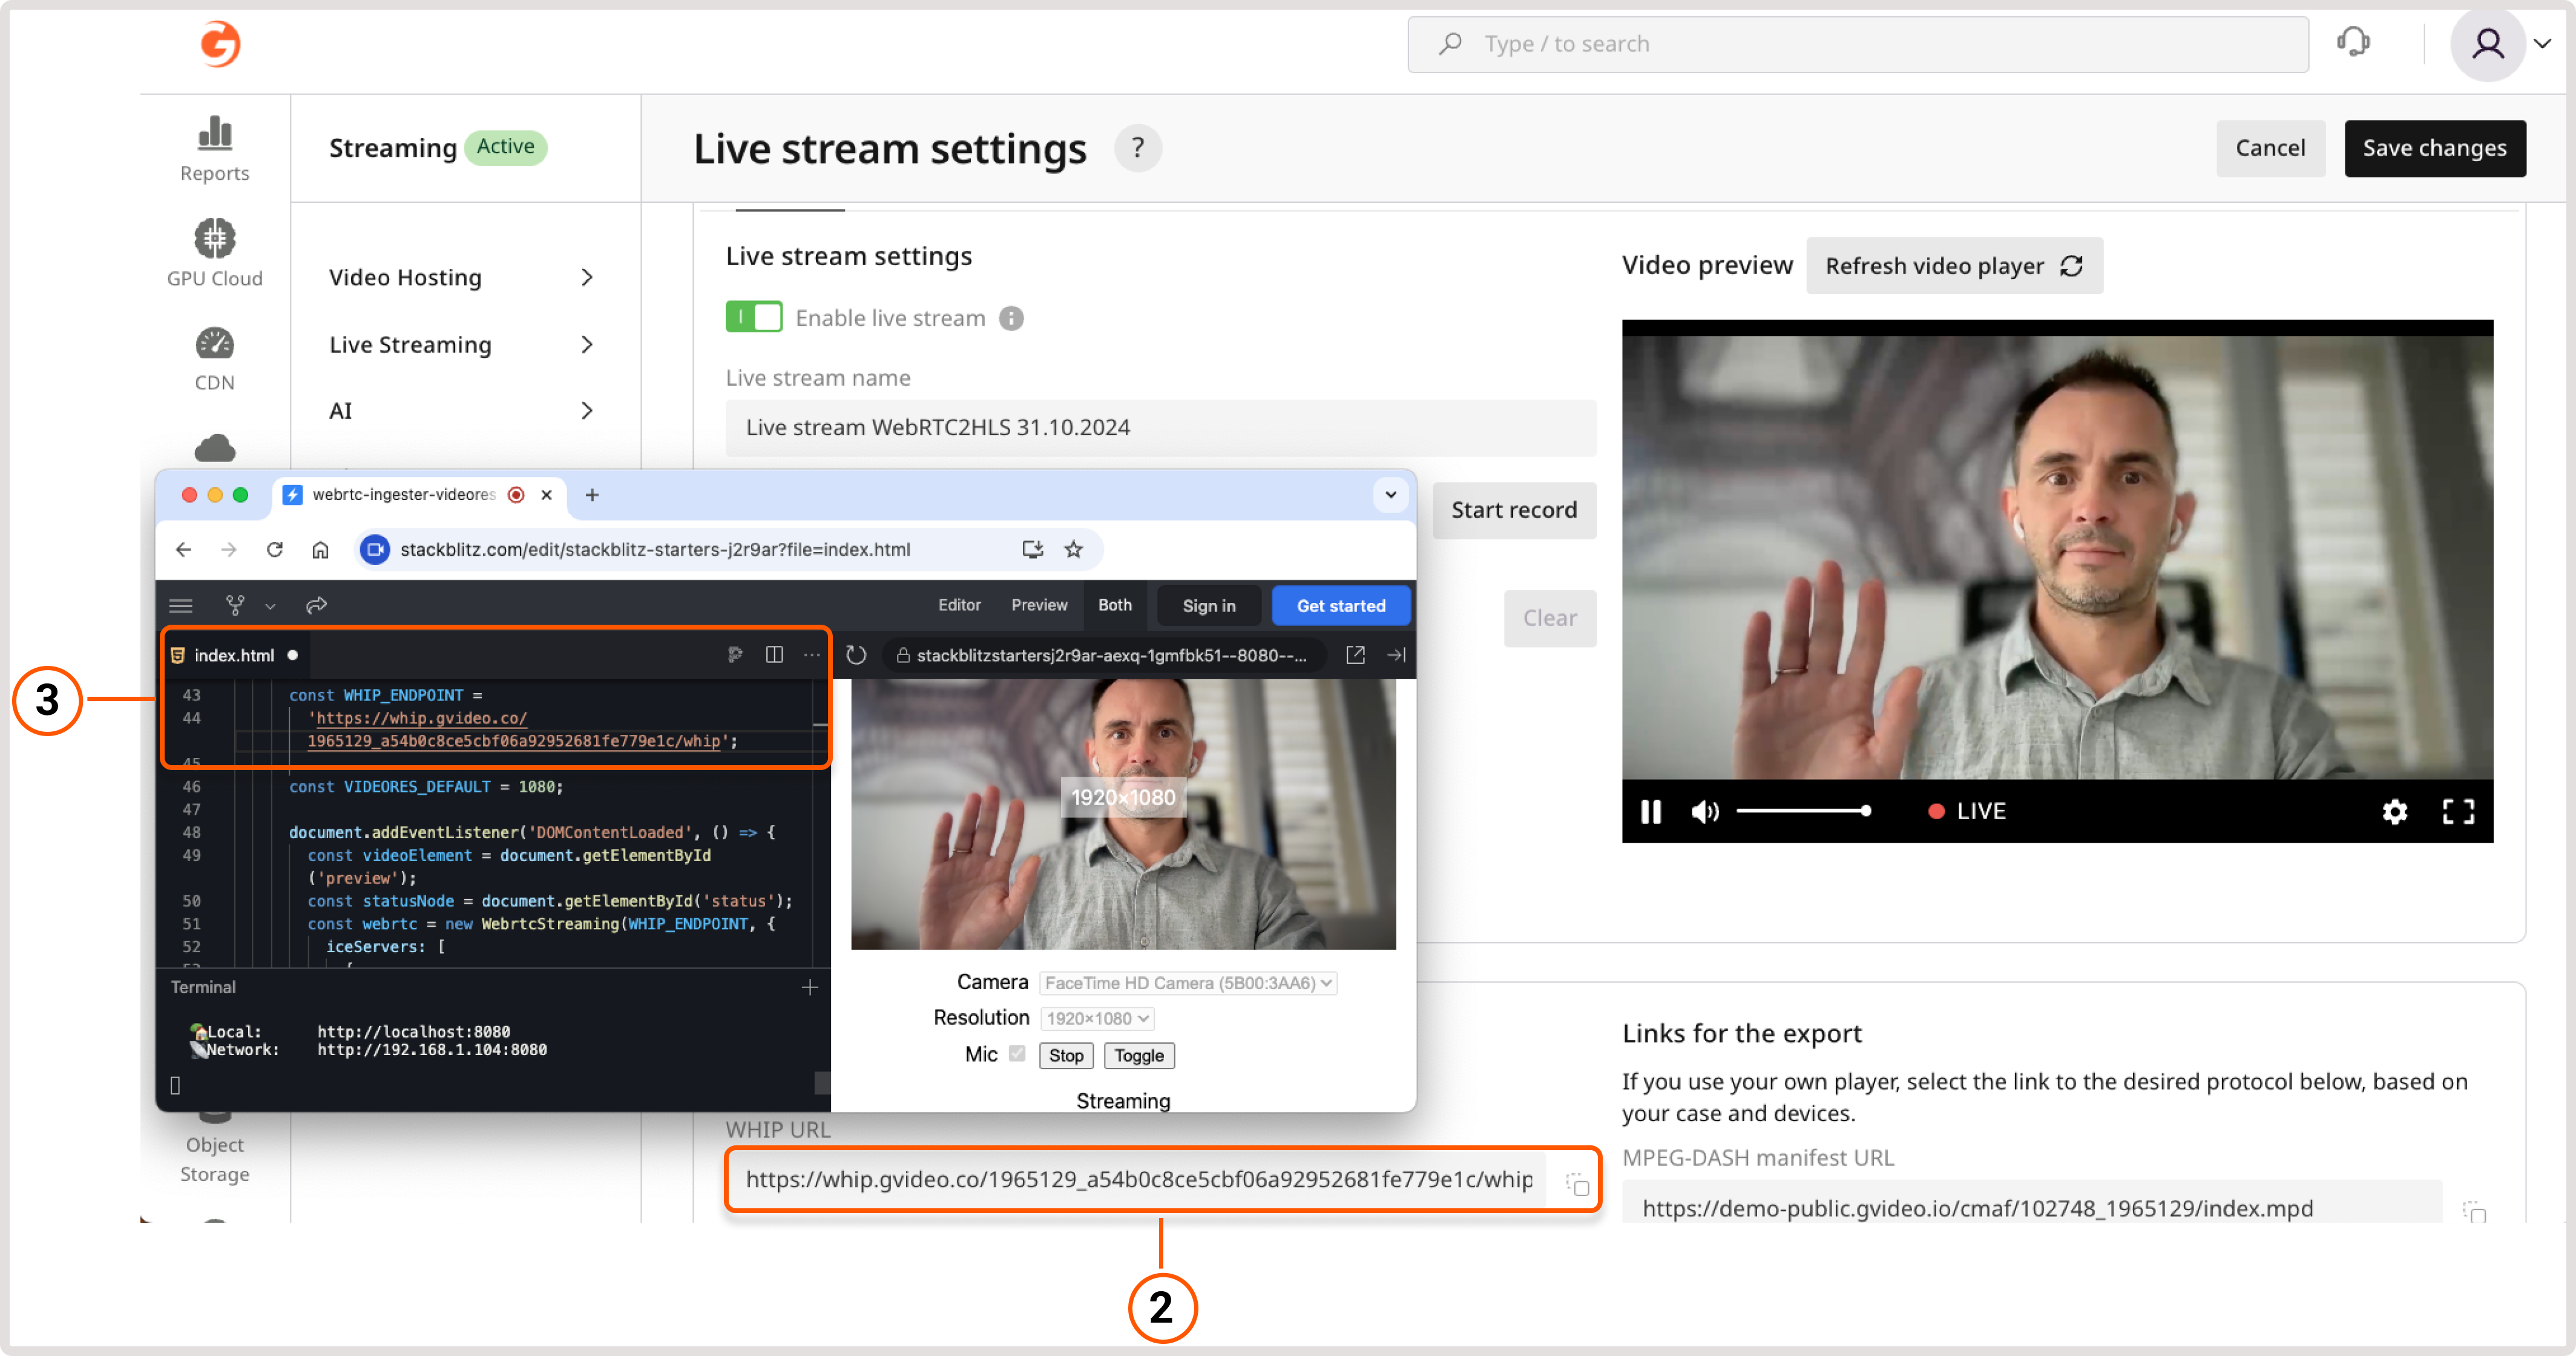 Type / to search
Reports
GPU Cloud
CDN
Object
Storage
Streaming Active
Video Hosting
Live Streaming
AI
Live stream settings ?
Cancel
Save changes
Live stream settings
Enable live stream
Live stream name
Live stream WebRTC2HLS 31.10.2024
Start record
Clear
Video preview
Refresh video player
LIVE
webrtc-ingester-videores
stackblitz.com/edit/stackblitz-starters-j2r9ar?file=index.html
Editor Preview Both Sign in Get started
index.html
stackblitzstartersj2r9ar-aexq-1gmfbk51--8080--...
43 const WHIP_ENDPOINT =
44 'https://whip.gvideo.co/
1965129_a54b0c8ce5cbf06a92952681fe779e1c/whip';
45
46 const VIDEORES_DEFAULT = 1080;
47
48 document.addEventListener('DOMContentLoaded', () => {
49 const videoElement = document.getElementById
('preview');
50 const statusNode = document.getElementById('status');
51 const webrtc = new WebrtcStreaming(WHIP_ENDPOINT, {
52 iceServers: [
53 {
Terminal
Local: http://localhost:8080
Network: http://192.168.1.104:8080
1920×1080
Camera FaceTime HD Camera (5B00:3AA6)
Resolution 1920×1080
Mic Stop Toggle
Streaming
WHIP URL
https://whip.gvideo.co/1965129_a54b0c8ce5cbf06a92952681fe779e1c/whip
Links for the export
If you use your own player, select the link to the desired protocol below, based on
your case and devices.
MPEG-DASH manifest URL
https://demo-public.gvideo.io/cmaf/102748_1965129/index.mpd
3
2